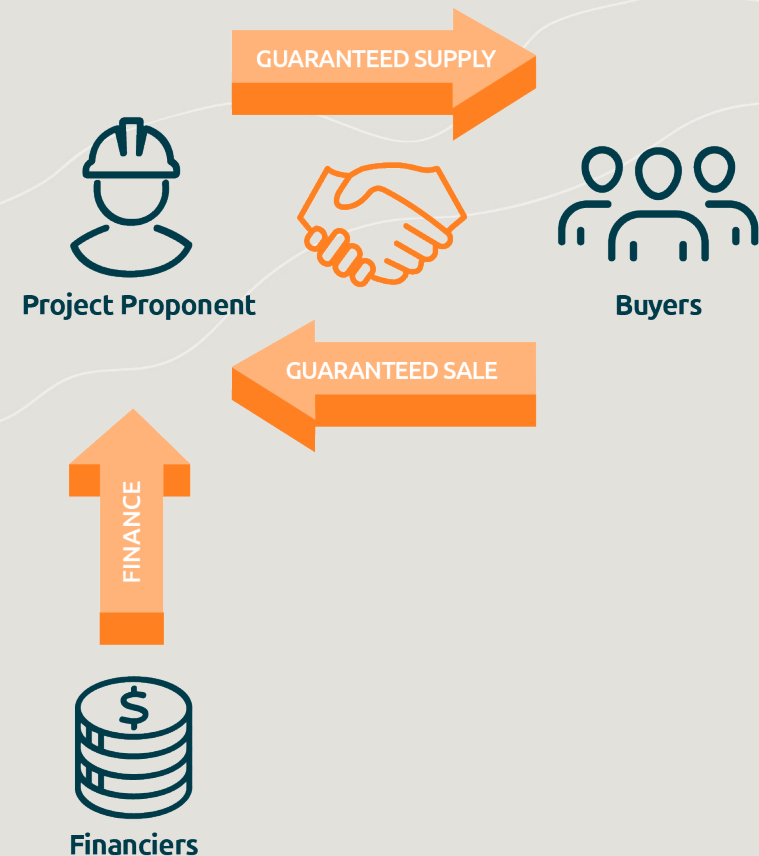 GUARANTEED SUPPLY
Project Proponent
Buyers
GUARANTEED SALE
FINANCE
$
Financiers